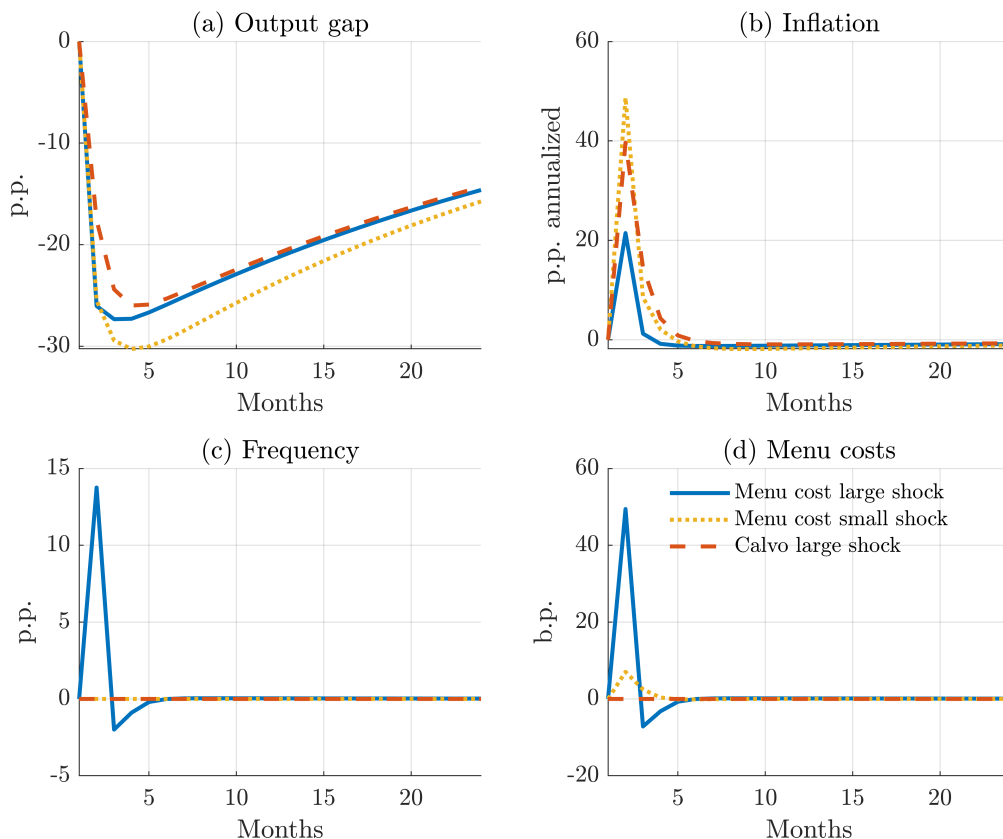 (a) Output gap
0
-10
-20
-30
p.p.
5
10
15
20
Months
(b) Inflation
60
40
20
0
p.p. annualized
5
10
15
20
Months
(c) Frequency
15
10
5
0
-5
p.p.
5
10
15
20
Months
(d) Menu costs
60
40
20
0
-20
b.p.
Menu cost large shock
Menu cost small shock
Calvo large shock
5
10
15
20
Months